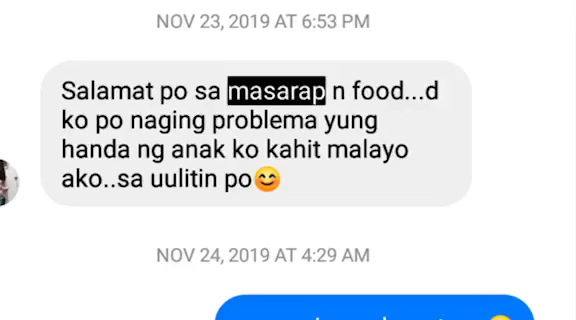 NOV 23, 2019 AT 6:53 PM
Salamat po sa masarap n food...d
ko po naging problema yung
handa ng anak ko kahit malayo
ako..sa uulitin po😊
NOV 24, 2019 AT 4:29 AM